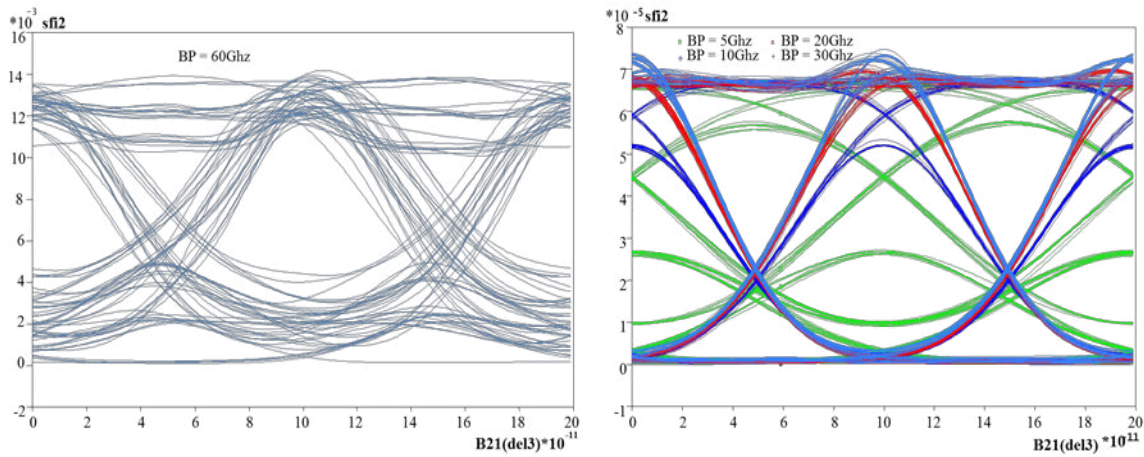 *10⁻³ sfi2
16
14
12
10
8
6
4
2
0
-2
BP = 60Ghz
0 2 4 6 8 10 12 14 16 18 20
B21(del3)*10⁻¹¹
*10⁻⁵ sfi2
8
7
6
5
4
3
2
1
0
-1
BP = 5Ghz BP = 20Ghz
BP = 10Ghz BP = 30Ghz
0 2 4 6 8 10 12 14 16 18 20
B21(del3) *10⁻¹¹